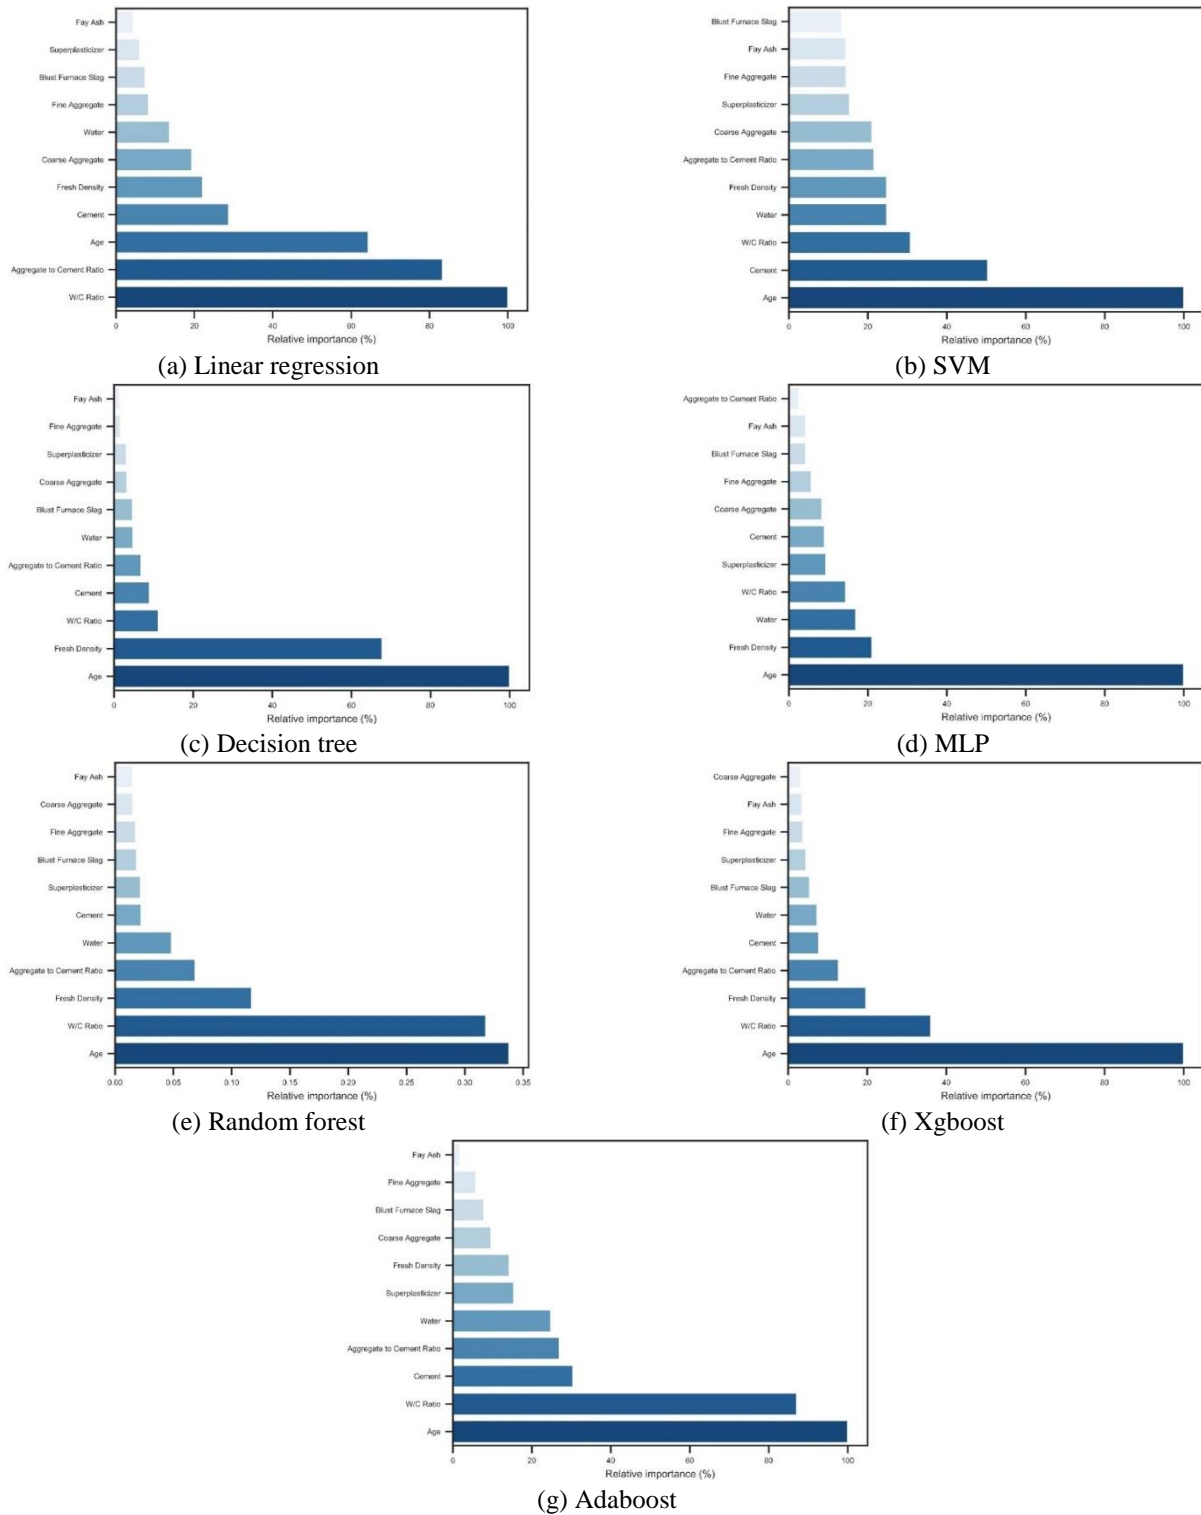 Fay Ash
Superplasticizer
Blust Furnace Slag
Fine Aggregate
Water
Coarse Aggregate
Fresh Density
Cement
Age
Aggregate to Cement Ratio
W/C Ratio
0 20 40 60 80 100
Relative importance (%)
(a) Linear regression
Blust Furnace Slag
Fay Ash
Fine Aggregate
Superplasticizer
Coarse Aggregate
Aggregate to Cement Ratio
Fresh Density
Water
W/C Ratio
Cement
Age
0 20 40 60 80 100
Relative importance (%)
(b) SVM
Fay Ash
Fine Aggregate
Superplasticizer
Coarse Aggregate
Blust Furnace Slag
Water
Aggregate to Cement Ratio
Cement
W/C Ratio
Fresh Density
Age
0 20 40 60 80 100
Relative importance (%)
(c) Decision tree
Aggregate to Cement Ratio
Fay Ash
Blust Furnace Slag
Fine Aggregate
Coarse Aggregate
Cement
Superplasticizer
W/C Ratio
Water
Fresh Density
Age
0 20 40 60 80 100
Relative importance (%)
(d) MLP
Fay Ash
Coarse Aggregate
Fine Aggregate
Blust Furnace Slag
Superplasticizer
Cement
Water
Aggregate to Cement Ratio
Fresh Density
W/C Ratio
Age
0.00 0.05 0.10 0.15 0.20 0.25 0.30 0.35
Relative importance (%)
(e) Random forest
Coarse Aggregate
Fay Ash
Fine Aggregate
Superplasticizer
Blust Furnace Slag
Water
Cement
Aggregate to Cement Ratio
Fresh Density
W/C Ratio
Age
0 20 40 60 80 100
Relative importance (%)
(f) Xgboost
Fay Ash
Fine Aggregate
Blust Furnace Slag
Coarse Aggregate
Fresh Density
Superplasticizer
Water
Aggregate to Cement Ratio
Cement
W/C Ratio
Age
0 20 40 60 80 100
Relative importance (%)
(g) Adaboost